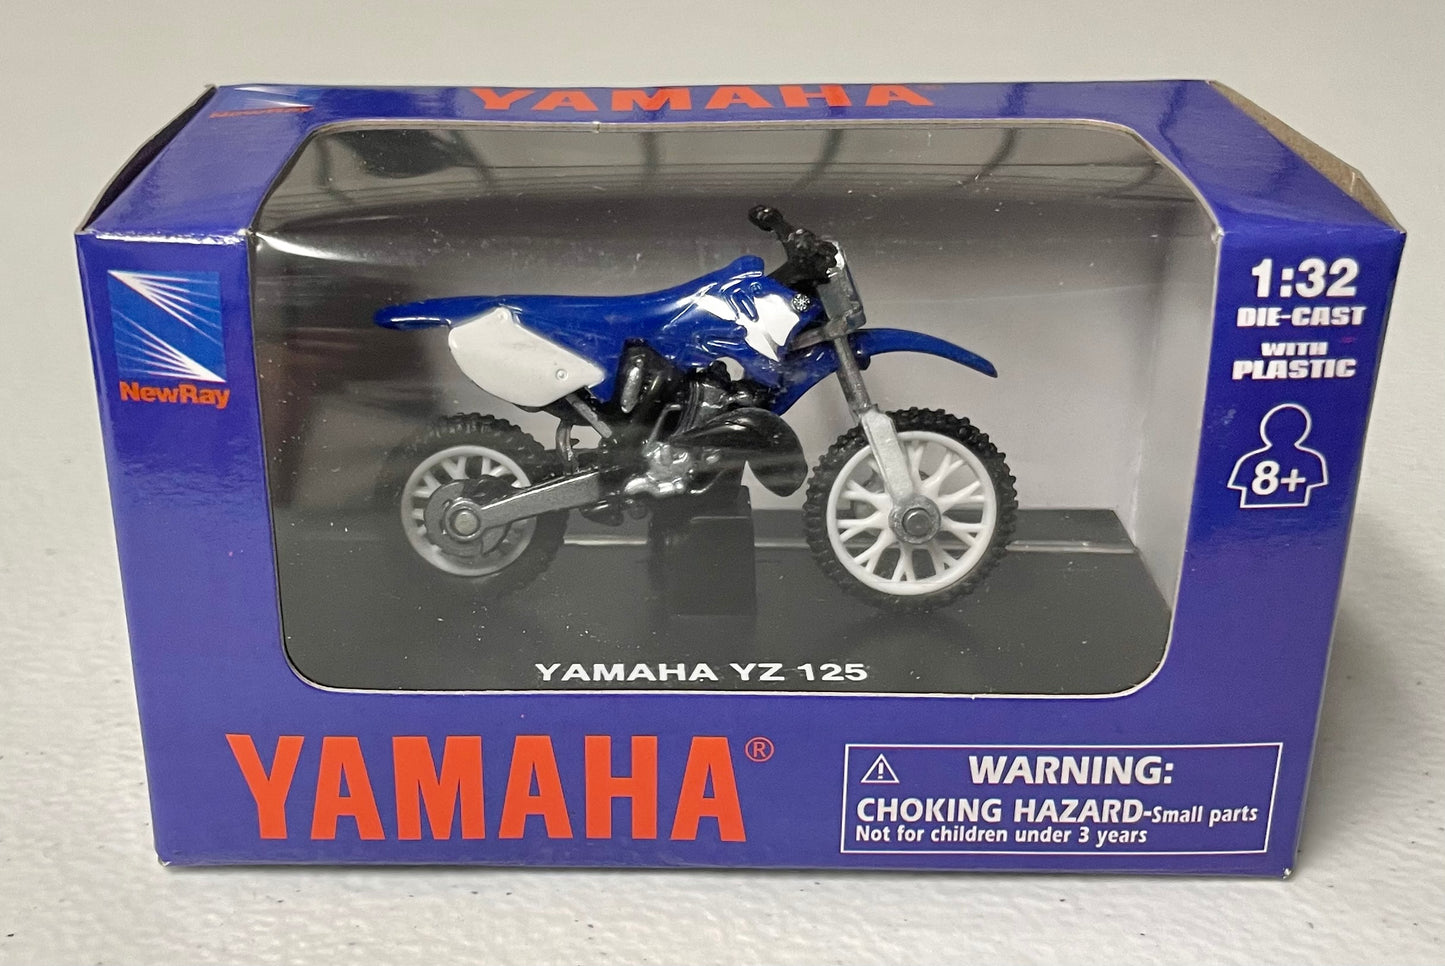 NewRay
YAMAHA
NewRay
1:32
DIE-CAST
WITH
PLASTIC
8+
YAMAHA YZ 125
YAMAHA®
WARNING:
CHOKING HAZARD-Small parts
Not for children under 3 years